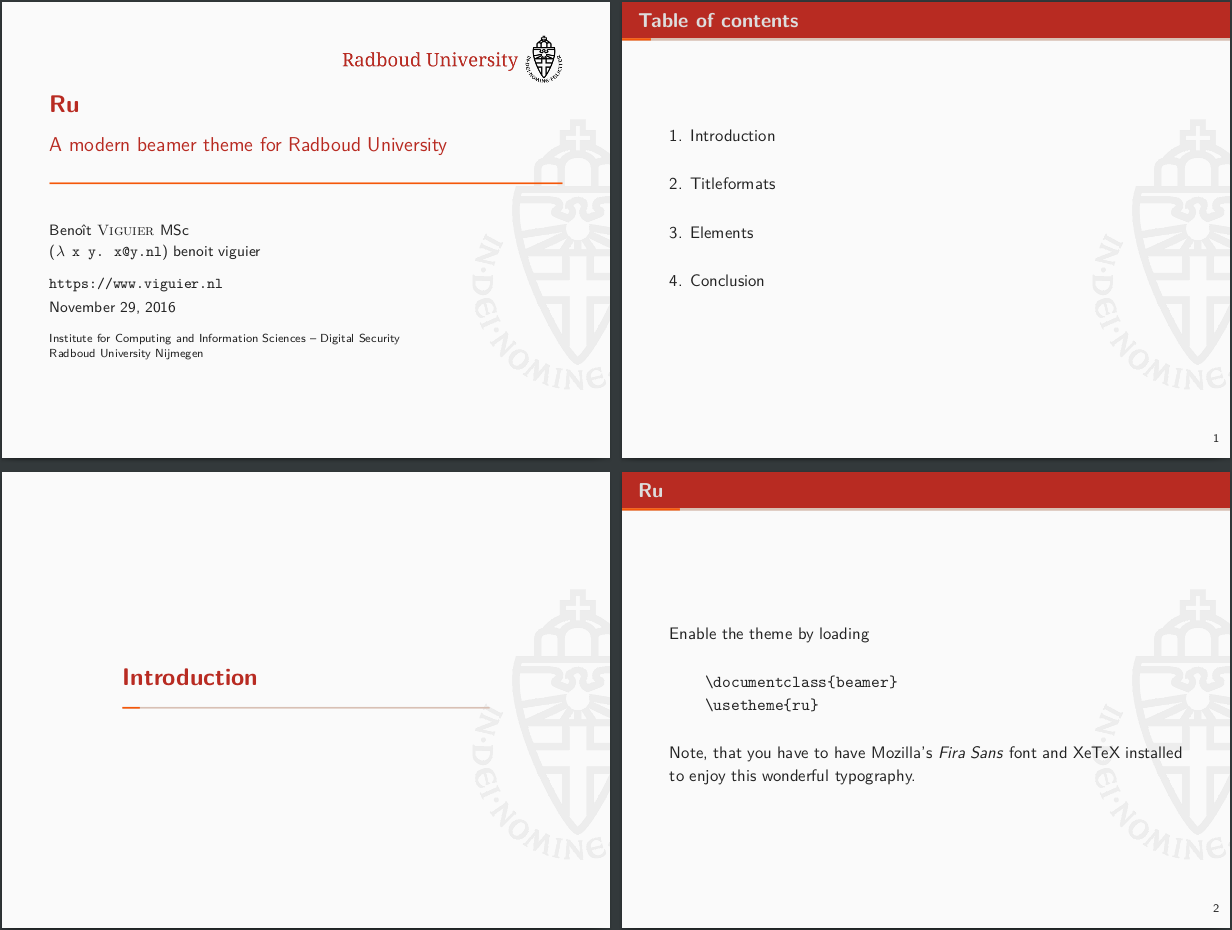 Radboud University
Ru
A modern beamer theme for Radboud University
Benoît VIGUIER MSc
(λ x y. x@y.nl) benoit viguier
https://www.viguier.nl
November 29, 2016
Institute for Computing and Information Sciences – Digital Security
Radboud University Nijmegen
IN·DEI·NOMINE
Table of contents
1. Introduction
2. Titleformats
3. Elements
4. Conclusion
IN·DEI·NOMINE
1
Introduction
IN·DEI·NOMINE
Ru
Enable the theme by loading
\documentclass{beamer}
\usetheme{ru}
Note, that you have to have Mozilla's Fira Sans font and XeTeX installed
to enjoy this wonderful typography.
IN·DEI·NOMINE
2